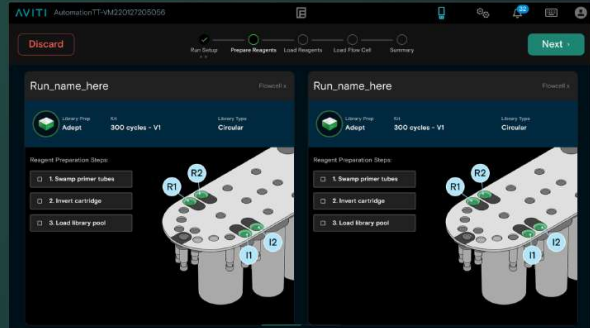 AVITI AutomationTT-VM220127205056
32
Discard
Run Setup
Prepare Reagents
Load Reagents
Load Flow Cell
Summary
Next ›
Run_name_here
Library Prep
Adept
Kit
300 cycles - V1
Library Type
Circular
Reagent Preparation Steps:
1. Swamp primer tubes
2. Invert cartridge
3. Load library pool
R1
R2
I1
I2
Run_name_here
Library Prep
Adept
Kit
300 cycles - V1
Library Type
Circular
Reagent Preparation Steps:
1. Swamp primer tubes
2. Invert cartridge
3. Load library pool
R1
R2
I1
I2